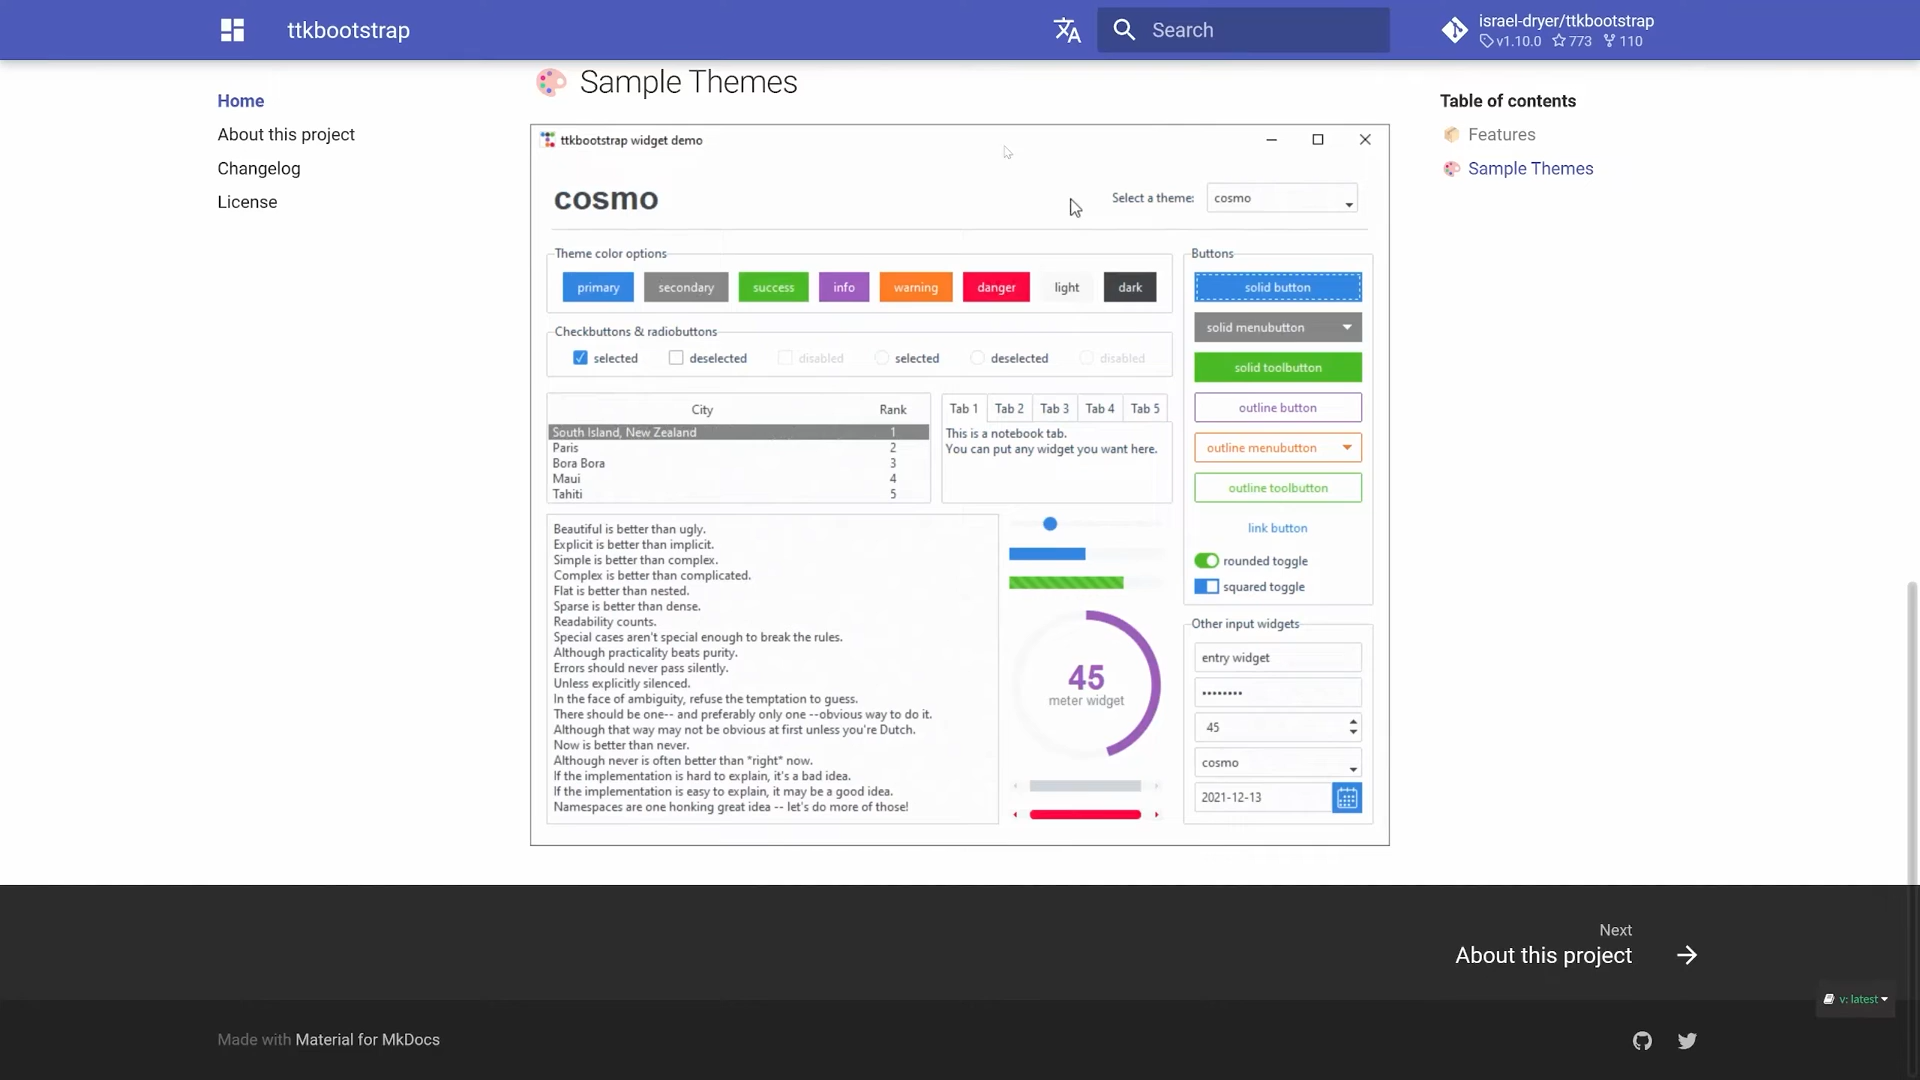 ttkbootstrap
Search
israel-dryer/ttkbootstrap
v1.10.0 773 110
Home
About this project
Changelog
License
Sample Themes
Table of contents
Features
Sample Themes
ttkbootstrap widget demo
cosmo
Select a theme: cosmo
Theme color options
primary secondary success info warning danger light dark
Checkbuttons & radiobuttons
selected deselected disabled selected deselected disabled
City Rank
South Island, New Zealand 1
Paris 2
Bora Bora 3
Maui 4
Tahiti 5
Tab 1 Tab 2 Tab 3 Tab 4 Tab 5
This is a notebook tab.
You can put any widget you want here.
Beautiful is better than ugly.
Explicit is better than implicit.
Simple is better than complex.
Complex is better than complicated.
Flat is better than nested.
Sparse is better than dense.
Readability counts.
Special cases aren't special enough to break the rules.
Although practicality beats purity.
Errors should never pass silently.
Unless explicitly silenced.
In the face of ambiguity, refuse the temptation to guess.
There should be one-- and preferably only one --obvious way to do it.
Although that way may not be obvious at first unless you're Dutch.
Now is better than never.
Although never is often better than *right* now.
If the implementation is hard to explain, it's a bad idea.
If the implementation is easy to explain, it may be a good idea.
Namespaces are one honking great idea -- let's do more of those!
45
meter widget
Buttons
solid button
solid menubutton
solid toolbutton
outline button
outline menubutton
outline toolbutton
link button
rounded toggle
squared toggle
Other input widgets
entry widget
••••••••
45
cosmo
2021-12-13
Next
About this project
v: latest
Made with Material for MkDocs